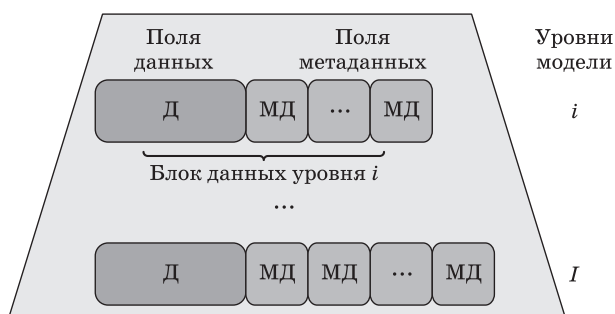 Поля данных
Поля метаданных
Уровни модели
Д МД ... МД
i
Блок данных уровня i
...
Д МД МД ... МД
I